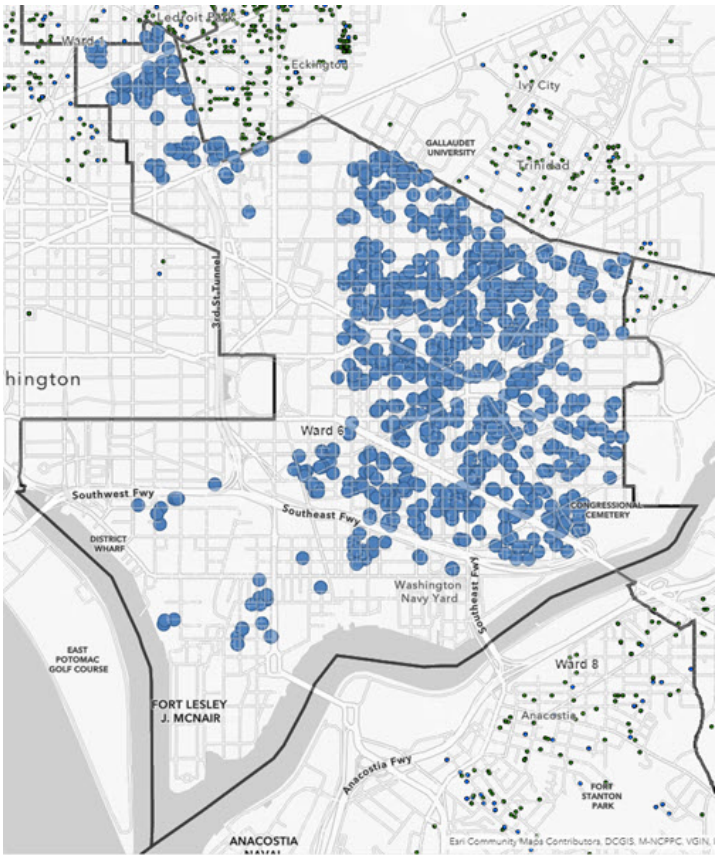 Ledroit Park
Ward 1
Eckington
Ivy City
GALLAUDET
UNIVERSITY
Trinidad
3rd St Tunnel
hington
Ward 6
Southwest Fwy
Southeast Fwy
CONGRESSIONAL
CEMETERY
DISTRICT
WHARF
Washington
Navy Yard
Southeast Fwy
EAST
POTOMAC
GOLF COURSE
Ward 8
FORT LESLEY
J. MCNAIR
Anacostia
Anacostia Fwy
FORT
STANTON
PARK
ANACOSTIA
NAVAL
Esri Community Maps Contributors, DCGIS, M-NCPPC, VGIN,